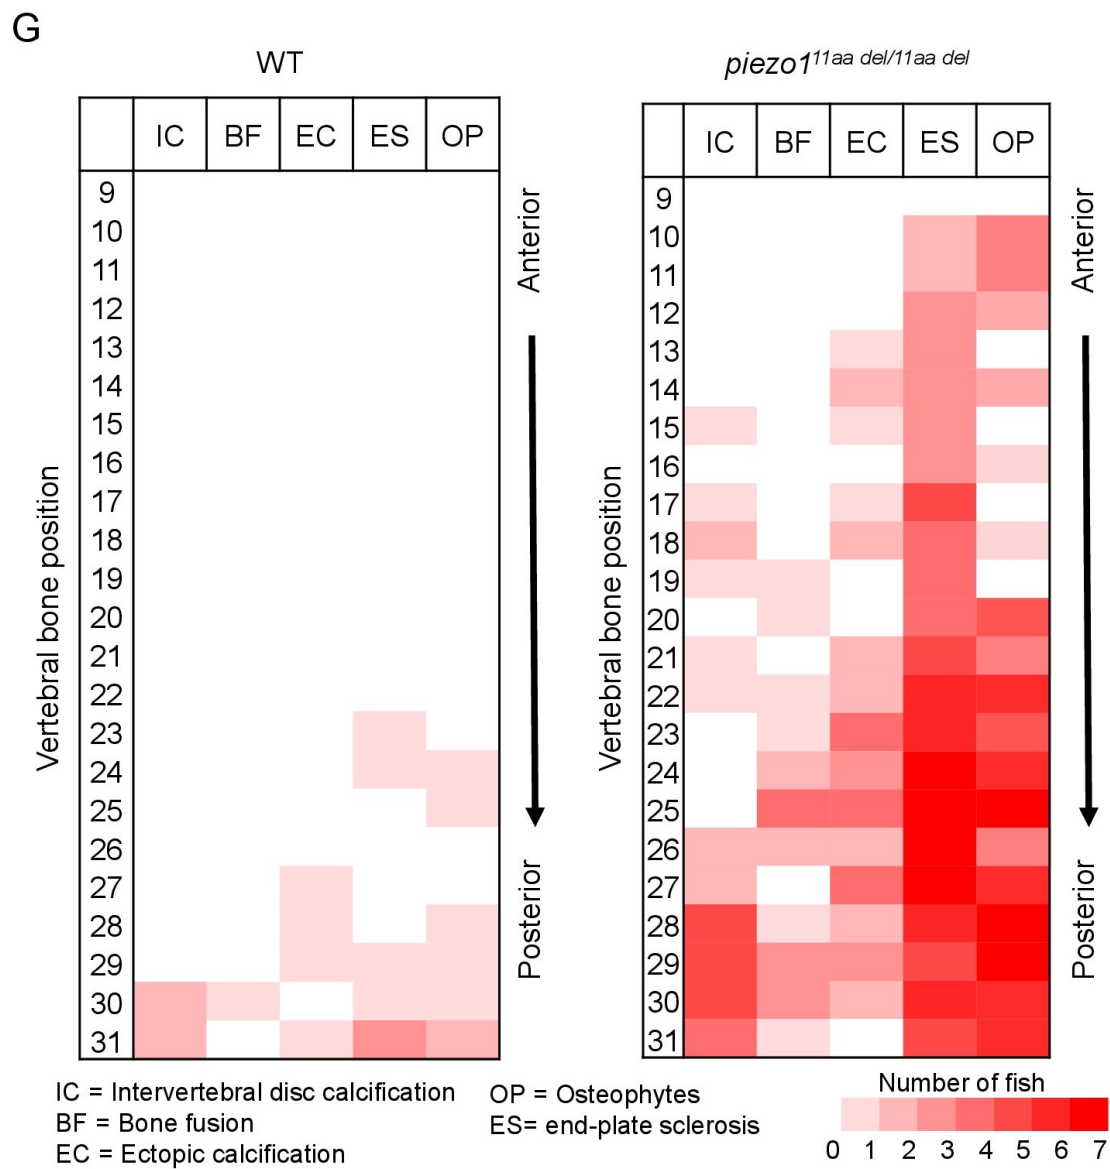 G
WT
IC BF EC ES OP
9
10
11
12
13
14
15
16
17
18
19
20
21
22
23
24
25
26
27
28
29
30
31
Vertebral bone position
Anterior
Posterior
piezo1 11aa del/11aa del
IC BF EC ES OP
9
10
11
12
13
14
15
16
17
18
19
20
21
22
23
24
25
26
27
28
29
30
31
Vertebral bone position
Anterior
Posterior
IC = Intervertebral disc calcification
BF = Bone fusion
EC = Ectopic calcification
OP = Osteophytes
ES= end-plate sclerosis
Number of fish
0 1 2 3 4 5 6 7